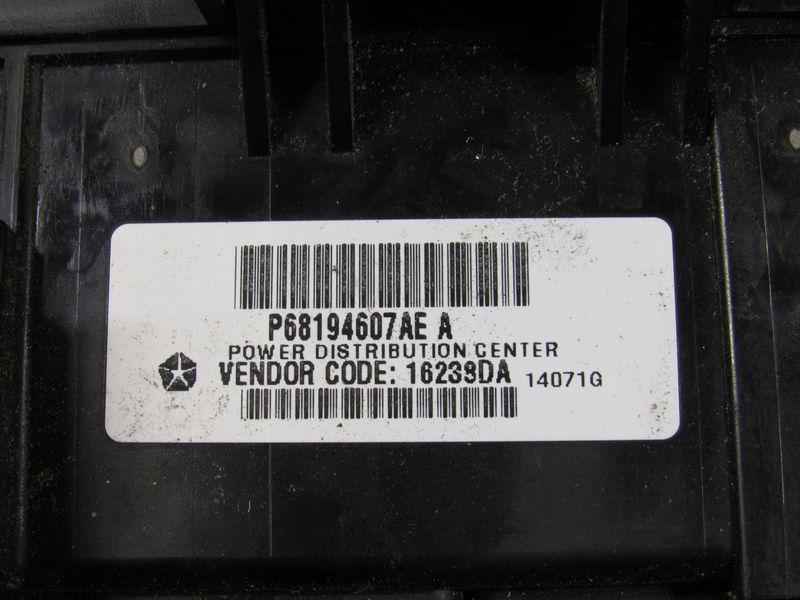 P68194607AE A
POWER DISTRIBUTION CENTER
VENDOR CODE: 16239DA 14071G